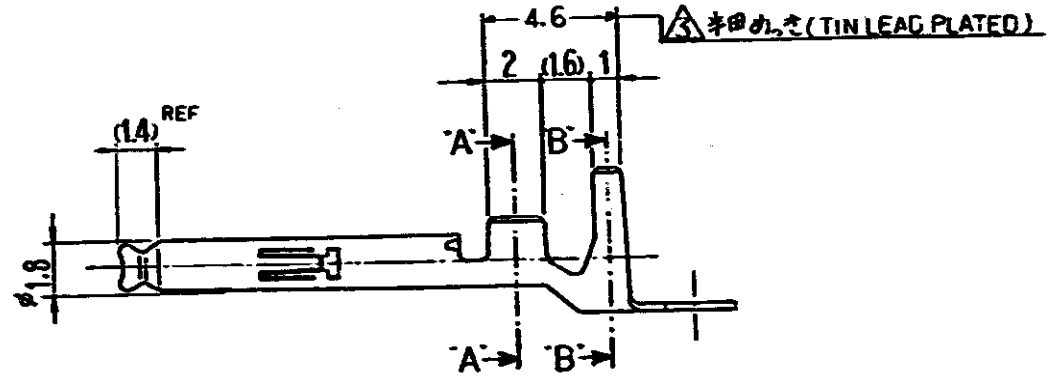 4.6
3 半田めっき(TIN LEAD PLATED)
2 (1.6) 1
(1.4) REF
"A" "B"
ø1.8
"A" "B"